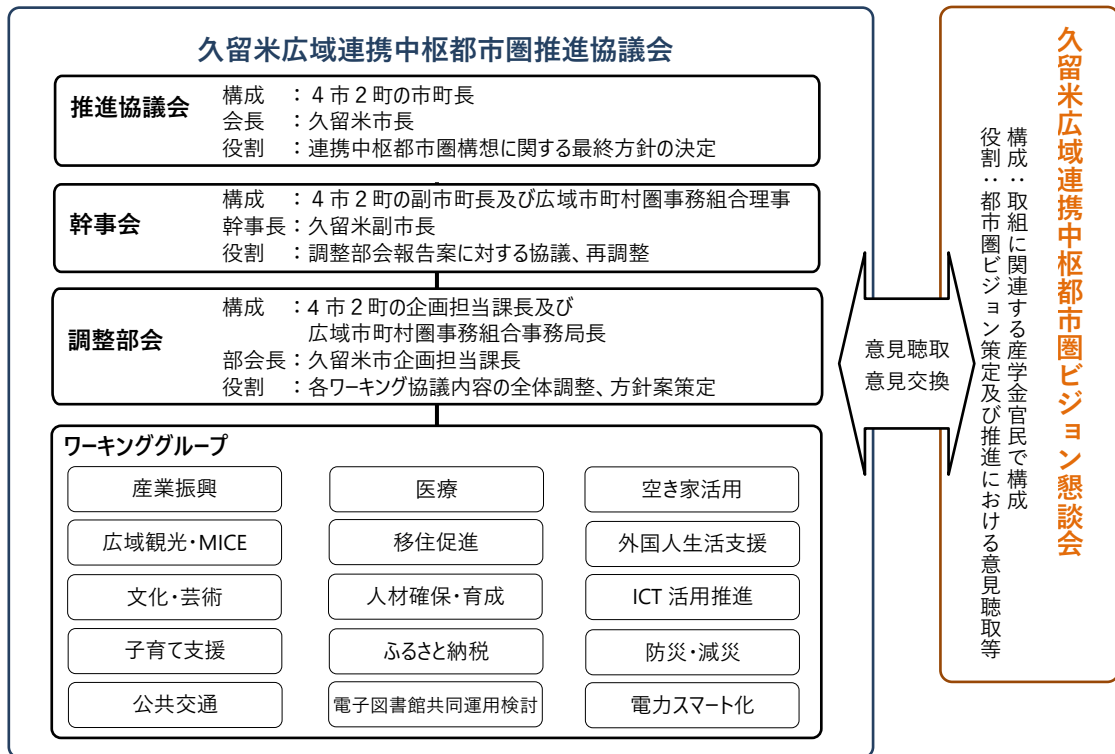 久留米広域連携中枢都市圏推進協議会
推進協議会
構成　：４市２町の市町長
会長　：久留米市長
役割　：連携中枢都市圏構想に関する最終方針の決定
幹事会
構成　：４市２町の副市町長及び広域市町村圏事務組合理事
幹事長：久留米副市長
役割　：調整部会報告案に対する協議、再調整
調整部会
構成　：４市２町の企画担当課長及び
広域市町村圏事務組合事務局長
部会長：久留米市企画担当課長
役割　：各ワーキング協議内容の全体調整、方針案策定
ワーキンググループ
産業振興
医療
空き家活用
広域観光・MICE
移住促進
外国人生活支援
文化・芸術
人材確保・育成
ICT 活用推進
子育て支援
ふるさと納税
防災・減災
公共交通
電子図書館共同運用検討
電力スマート化
意見聴取
意見交換
久留米広域連携中枢都市圏ビジョン懇談会
構成：取組に関連する産学金官民で構成
役割：都市圏ビジョン策定及び推進における意見聴取等